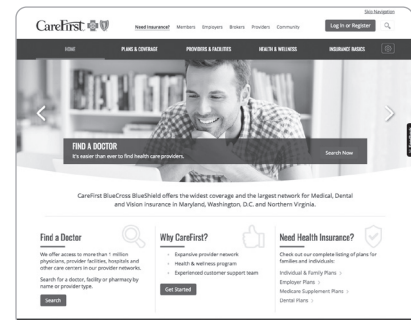 Skip Navigation
CareFirst
Need Insurance? Members Employers Brokers Providers Community Log In or Register
HOME PLANS & COVERAGE PROVIDERS & FACILITIES HEALTH & WELLNESS INSURANCE BASICS
FIND A DOCTOR
It's easier than ever to find health care providers.
Search Now
CareFirst BlueCross BlueShield offers the widest coverage and the largest network for Medical, Dental
and Vision insurance in Maryland, Washington, D.C. and Northern Virginia.
Find a Doctor
We offer access to more than 1 million
physicians, provider facilities, hospitals and
other care centers in our provider networks.
Search for a doctor, facility or pharmacy by
name or provider type.
Search
Why CareFirst?
Expansive provider network
Health & wellness program
Experienced customer support team
Get Started
Need Health Insurance?
Check out our complete listing of plans for
families and individuals.
Individual & Family Plans >
Employer Plans >
Medicare Supplement Plans >
Dental Plans >